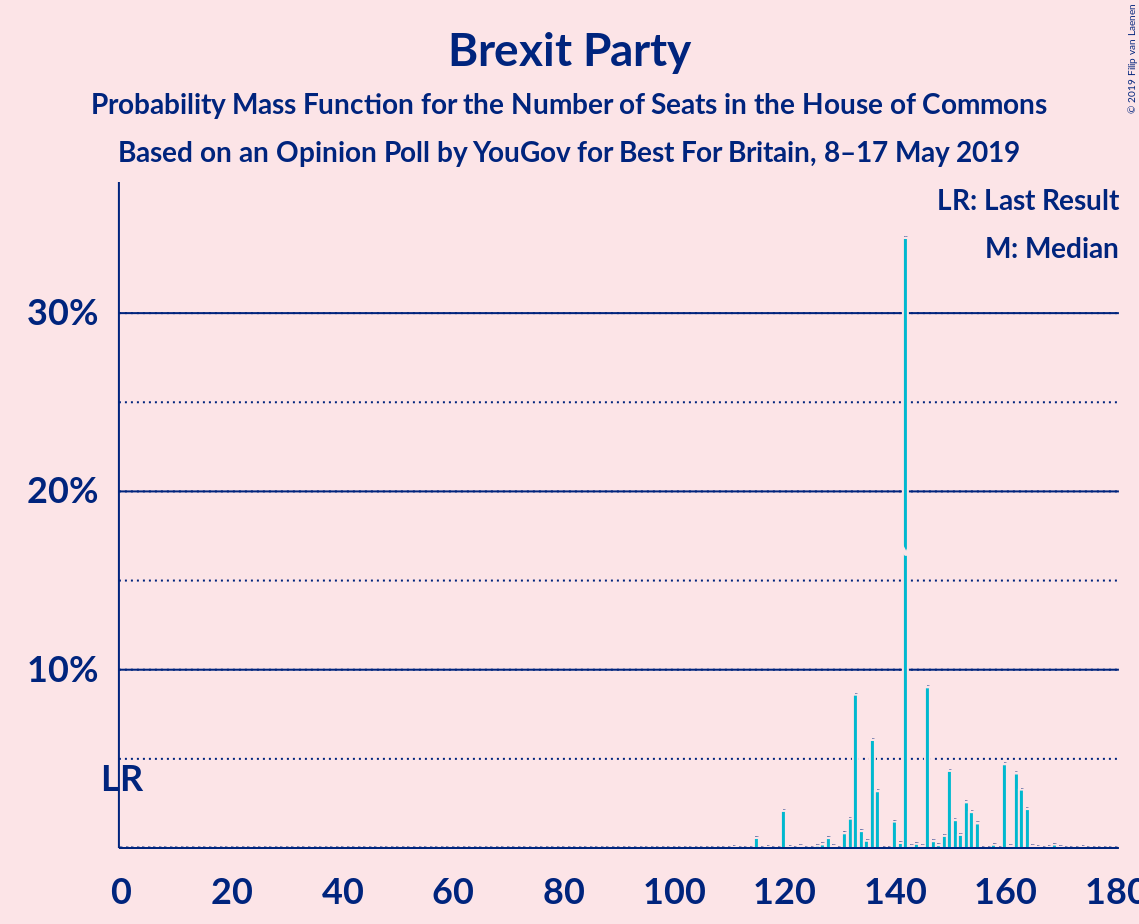 Brexit Party
Probability Mass Function for the Number of Seats in the House of Commons
Based on an Opinion Poll by YouGov for Best For Britain, 8–17 May 2019
© 2019 Filip van Laenen
LR: Last Result
M: Median
30%
20%
10%
LR
0 20 40 60 80 100 120 140 160 180